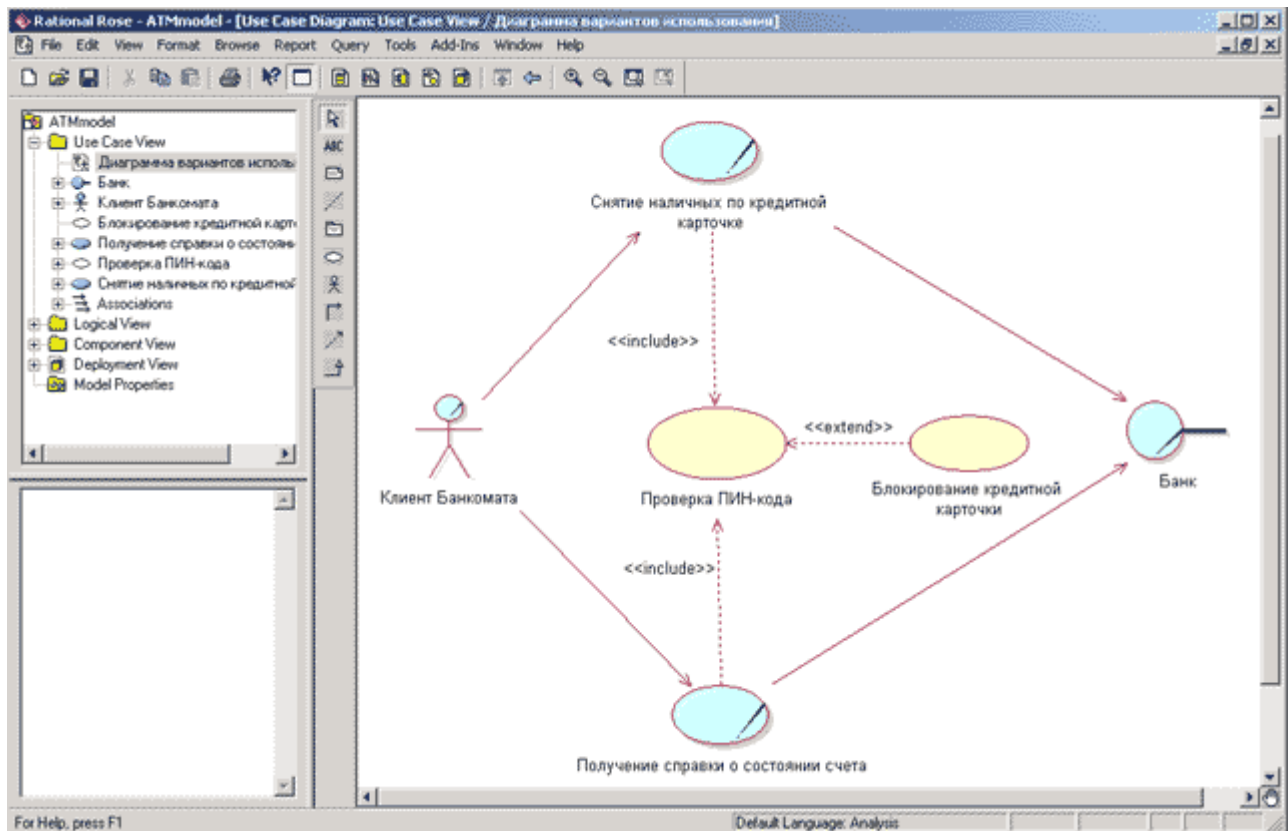 Rational Rose - ATMmodel - [Use Case Diagram: Use Case View / Диаграмма вариантов использования]
File Edit View Format Browse Report Query Tools Add-Ins Window Help
ATMmodel
Use Case View
Диаграмма вариантов исполь
Банк
Клиент Банкомата
Блокирование кредитной карт
Получение справки о состоян
Проверка ПИН-кода
Снятие наличных по кредитной
Associations
Logical View
Component View
Deployment View
Model Properties
ABC
Снятие наличных по кредитной
карточке
<<include>>
<<extend>>
Клиент Банкомата
Проверка ПИН-кода
Блокирование кредитной
карточки
Банк
<<include>>
Получение справки о состоянии счета
For Help, press F1
Default Language: Analysis